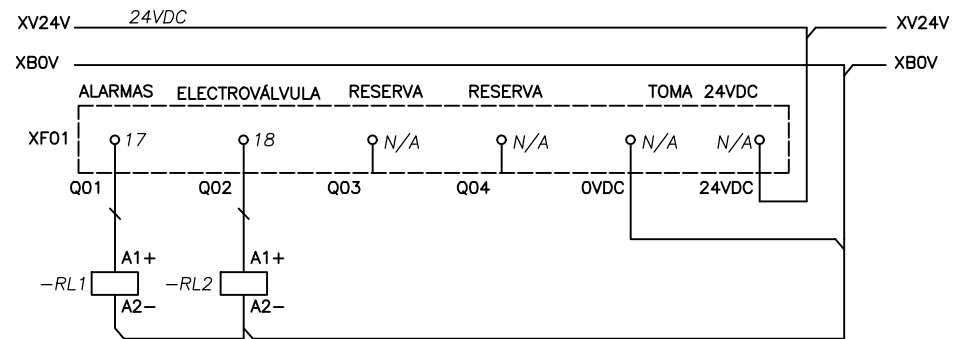 XV24V 24VDC XV24V
XB0V XB0V
ALARMAS ELECTROVÁLVULA RESERVA RESERVA TOMA 24VDC
XF01 17 18 N/A N/A N/A N/A
Q01 Q02 Q03 Q04 0VDC 24VDC
A1+ A1+
-RL1 -RL2
A2- A2-